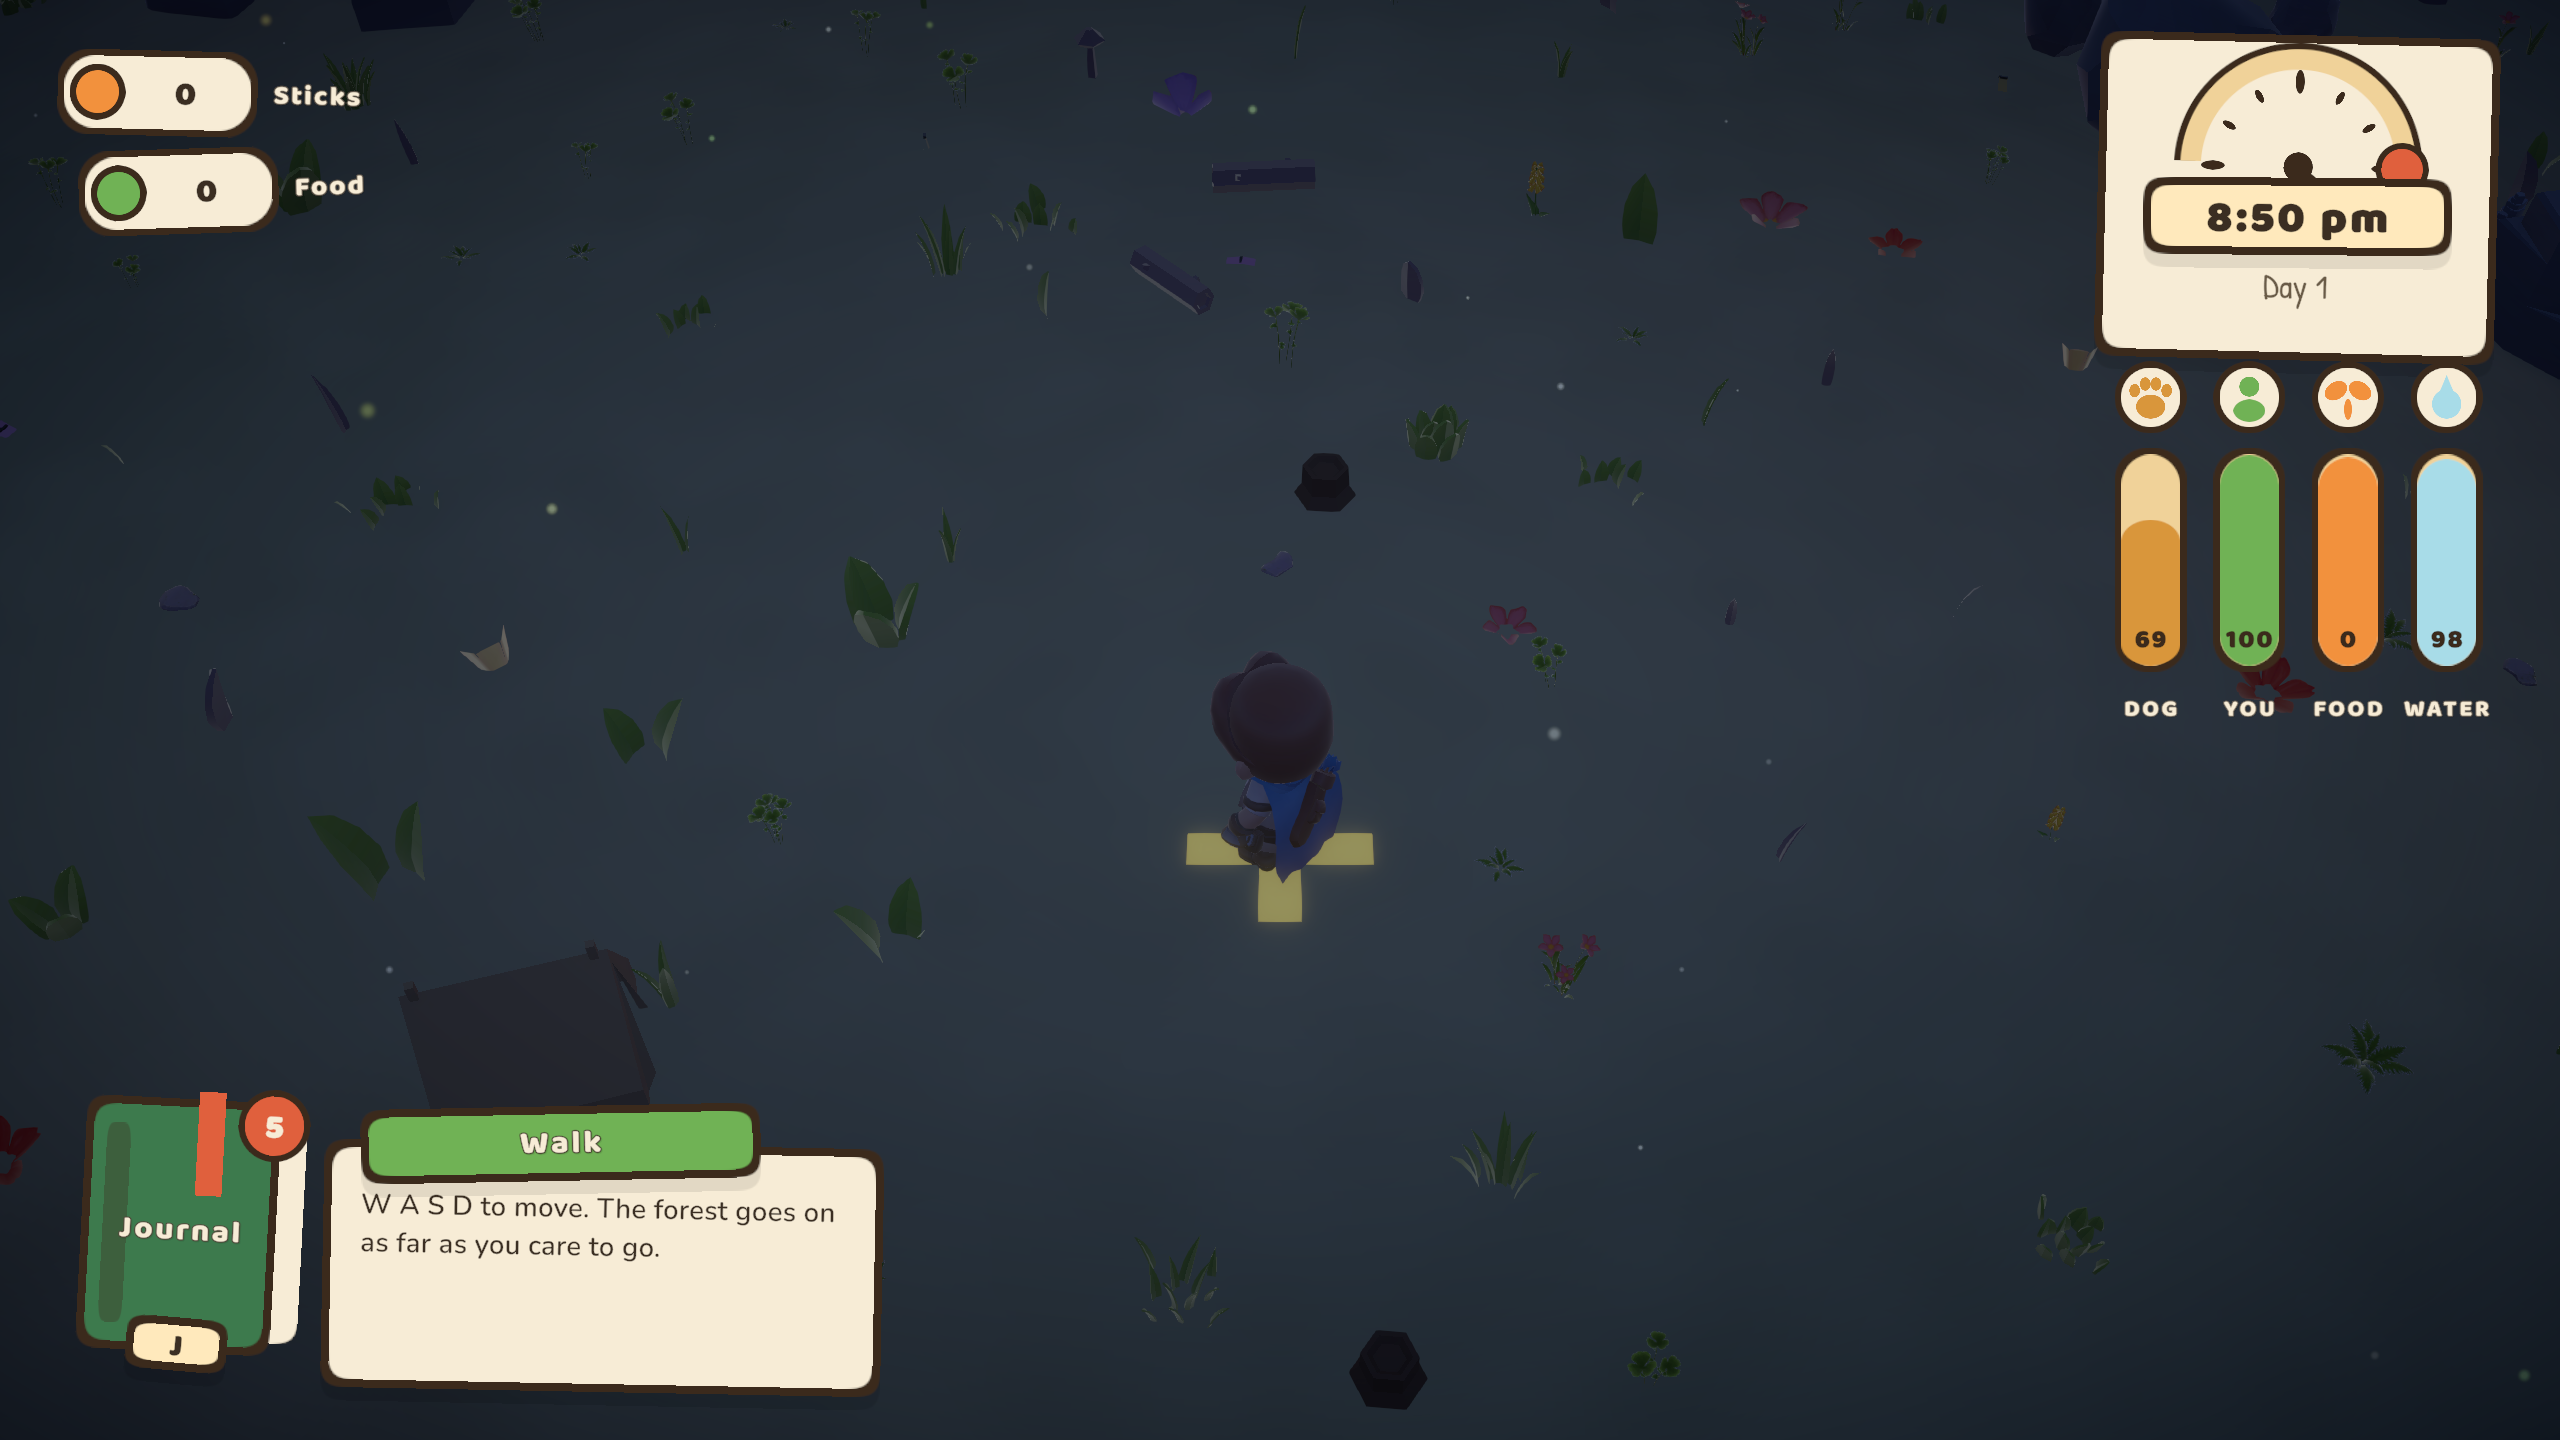 0 Sticks
0 Food
8:50 pm
Day 1
69 100 0 98
DOG YOU FOOD WATER
5
Journal
J
Walk
W A S D to move. The forest goes on
as far as you care to go.